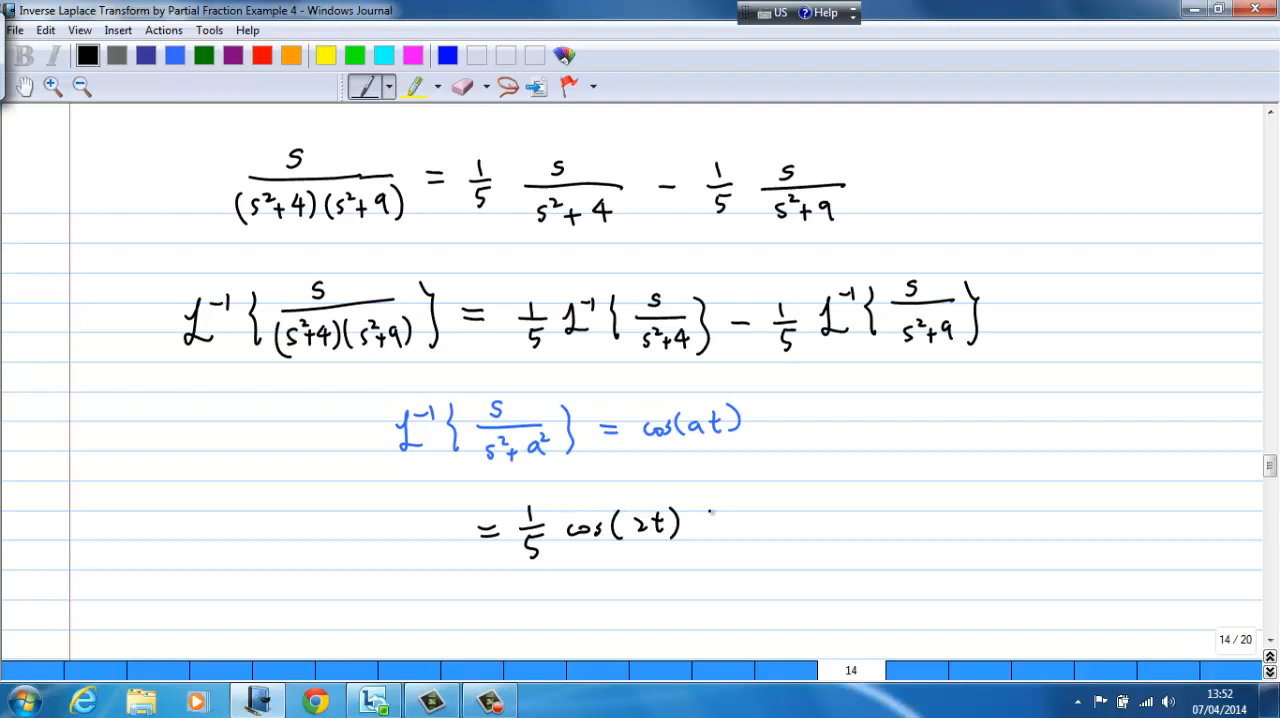 Inverse Laplace Transform by Partial Fraction Example 4 - Windows Journal
US Help
File Edit View Insert Actions Tools Help
B I
s/((s²+4)(s²+9)) = 1/5 s/(s²+4) - 1/5 s/(s²+9)
ℒ⁻¹{s/((s²+4)(s²+9))} = 1/5 ℒ⁻¹{s/(s²+4)} - 1/5 ℒ⁻¹{s/(s²+9)}
ℒ⁻¹{s/(s²+a²)} = cos(at)
= 1/5 cos(2t)
14 / 20
14
13:52
07/04/2014